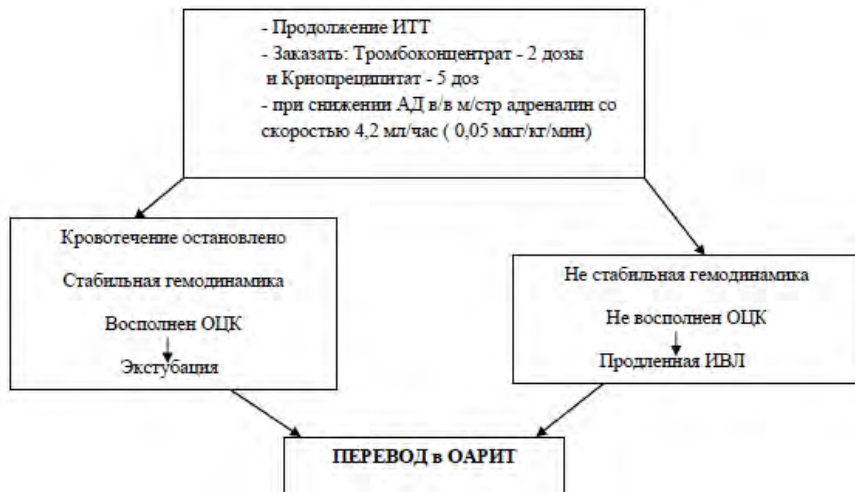 - Продолжение ИТТ
- Заказать: Тромбоконцентрат - 2 дозы
и Криопреципитат - 5 доз
- при снижении АД в/в м/стр адреналин со
скоростью 4,2 мл/час ( 0,05 мкг/кг/мин)
Кровотечение остановлено
Стабильная гемодинамика
Восполнен ОЦК
Экстубация
Не стабильная гемодинамика
Не восполнен ОЦК
Продленная ИВЛ
ПЕРЕВОД в ОАРИТ